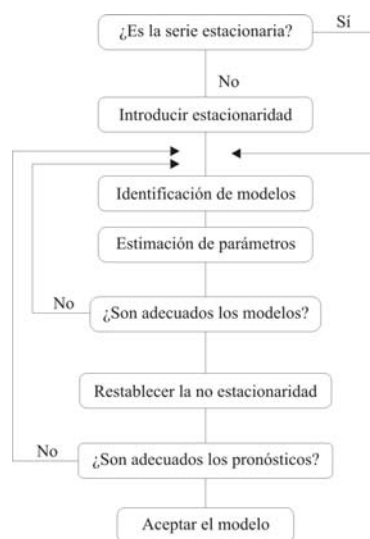 ¿Es la serie estacionaria?
Sí
No
Introducir estacionaridad
Identificación de modelos
Estimación de parámetros
No
¿Son adecuados los modelos?
Restablecer la no estacionaridad
No
¿Son adecuados los pronósticos?
Aceptar el modelo